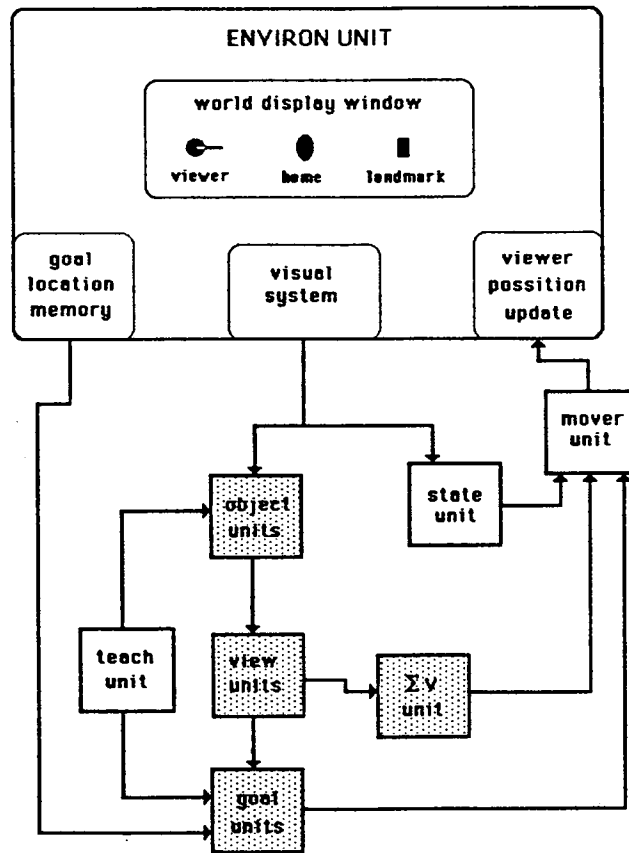 ENVIRON UNIT
world display window
viewer
home
landmark
goal
location
memory
visual
system
viewer
possition
update
mover
unit
object
units
state
unit
teach
unit
view
units
ΣV
unit
goal
units